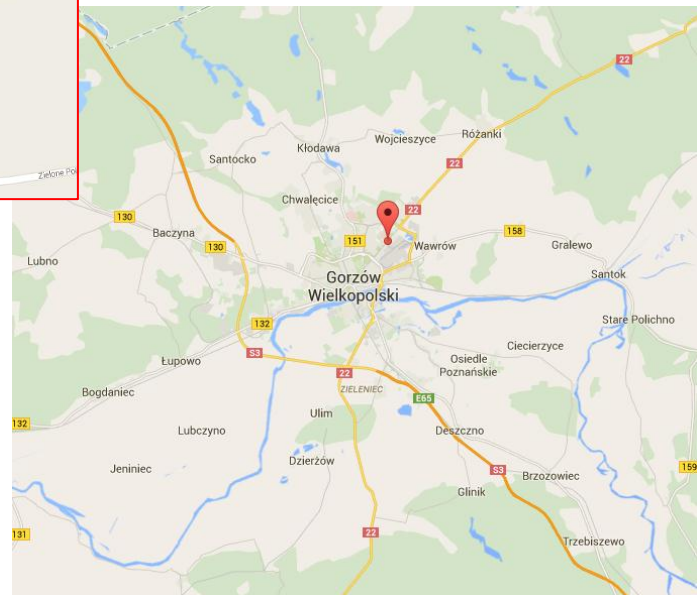 22
Różanki
Wojcieszyce
Kłodawa
Santocko
22
Zielone Pol
Chwalęcice
22
130
Baczyna
130
151
Wawrów
158
Gralewo
Lubno
Gorzów
Wielkopolski
Santok
132
Stare Polichno
Ciecierzyce
S3
Łupowo
Osiedle
Poznańskie
22
ZIELENIEC
Bogdaniec
E65
132
Ulim
Lubczyno
Deszczno
Dzierżów
Jeniniec
S3
159
Brzozowiec
Glinik
131
22
Trzebiszewo